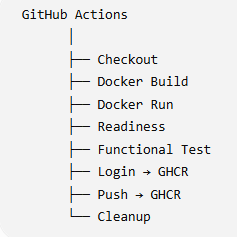 GitHub Actions
│
├── Checkout
├── Docker Build
├── Docker Run
├── Readiness
├── Functional Test
├── Login → GHCR
├── Push → GHCR
└── Cleanup